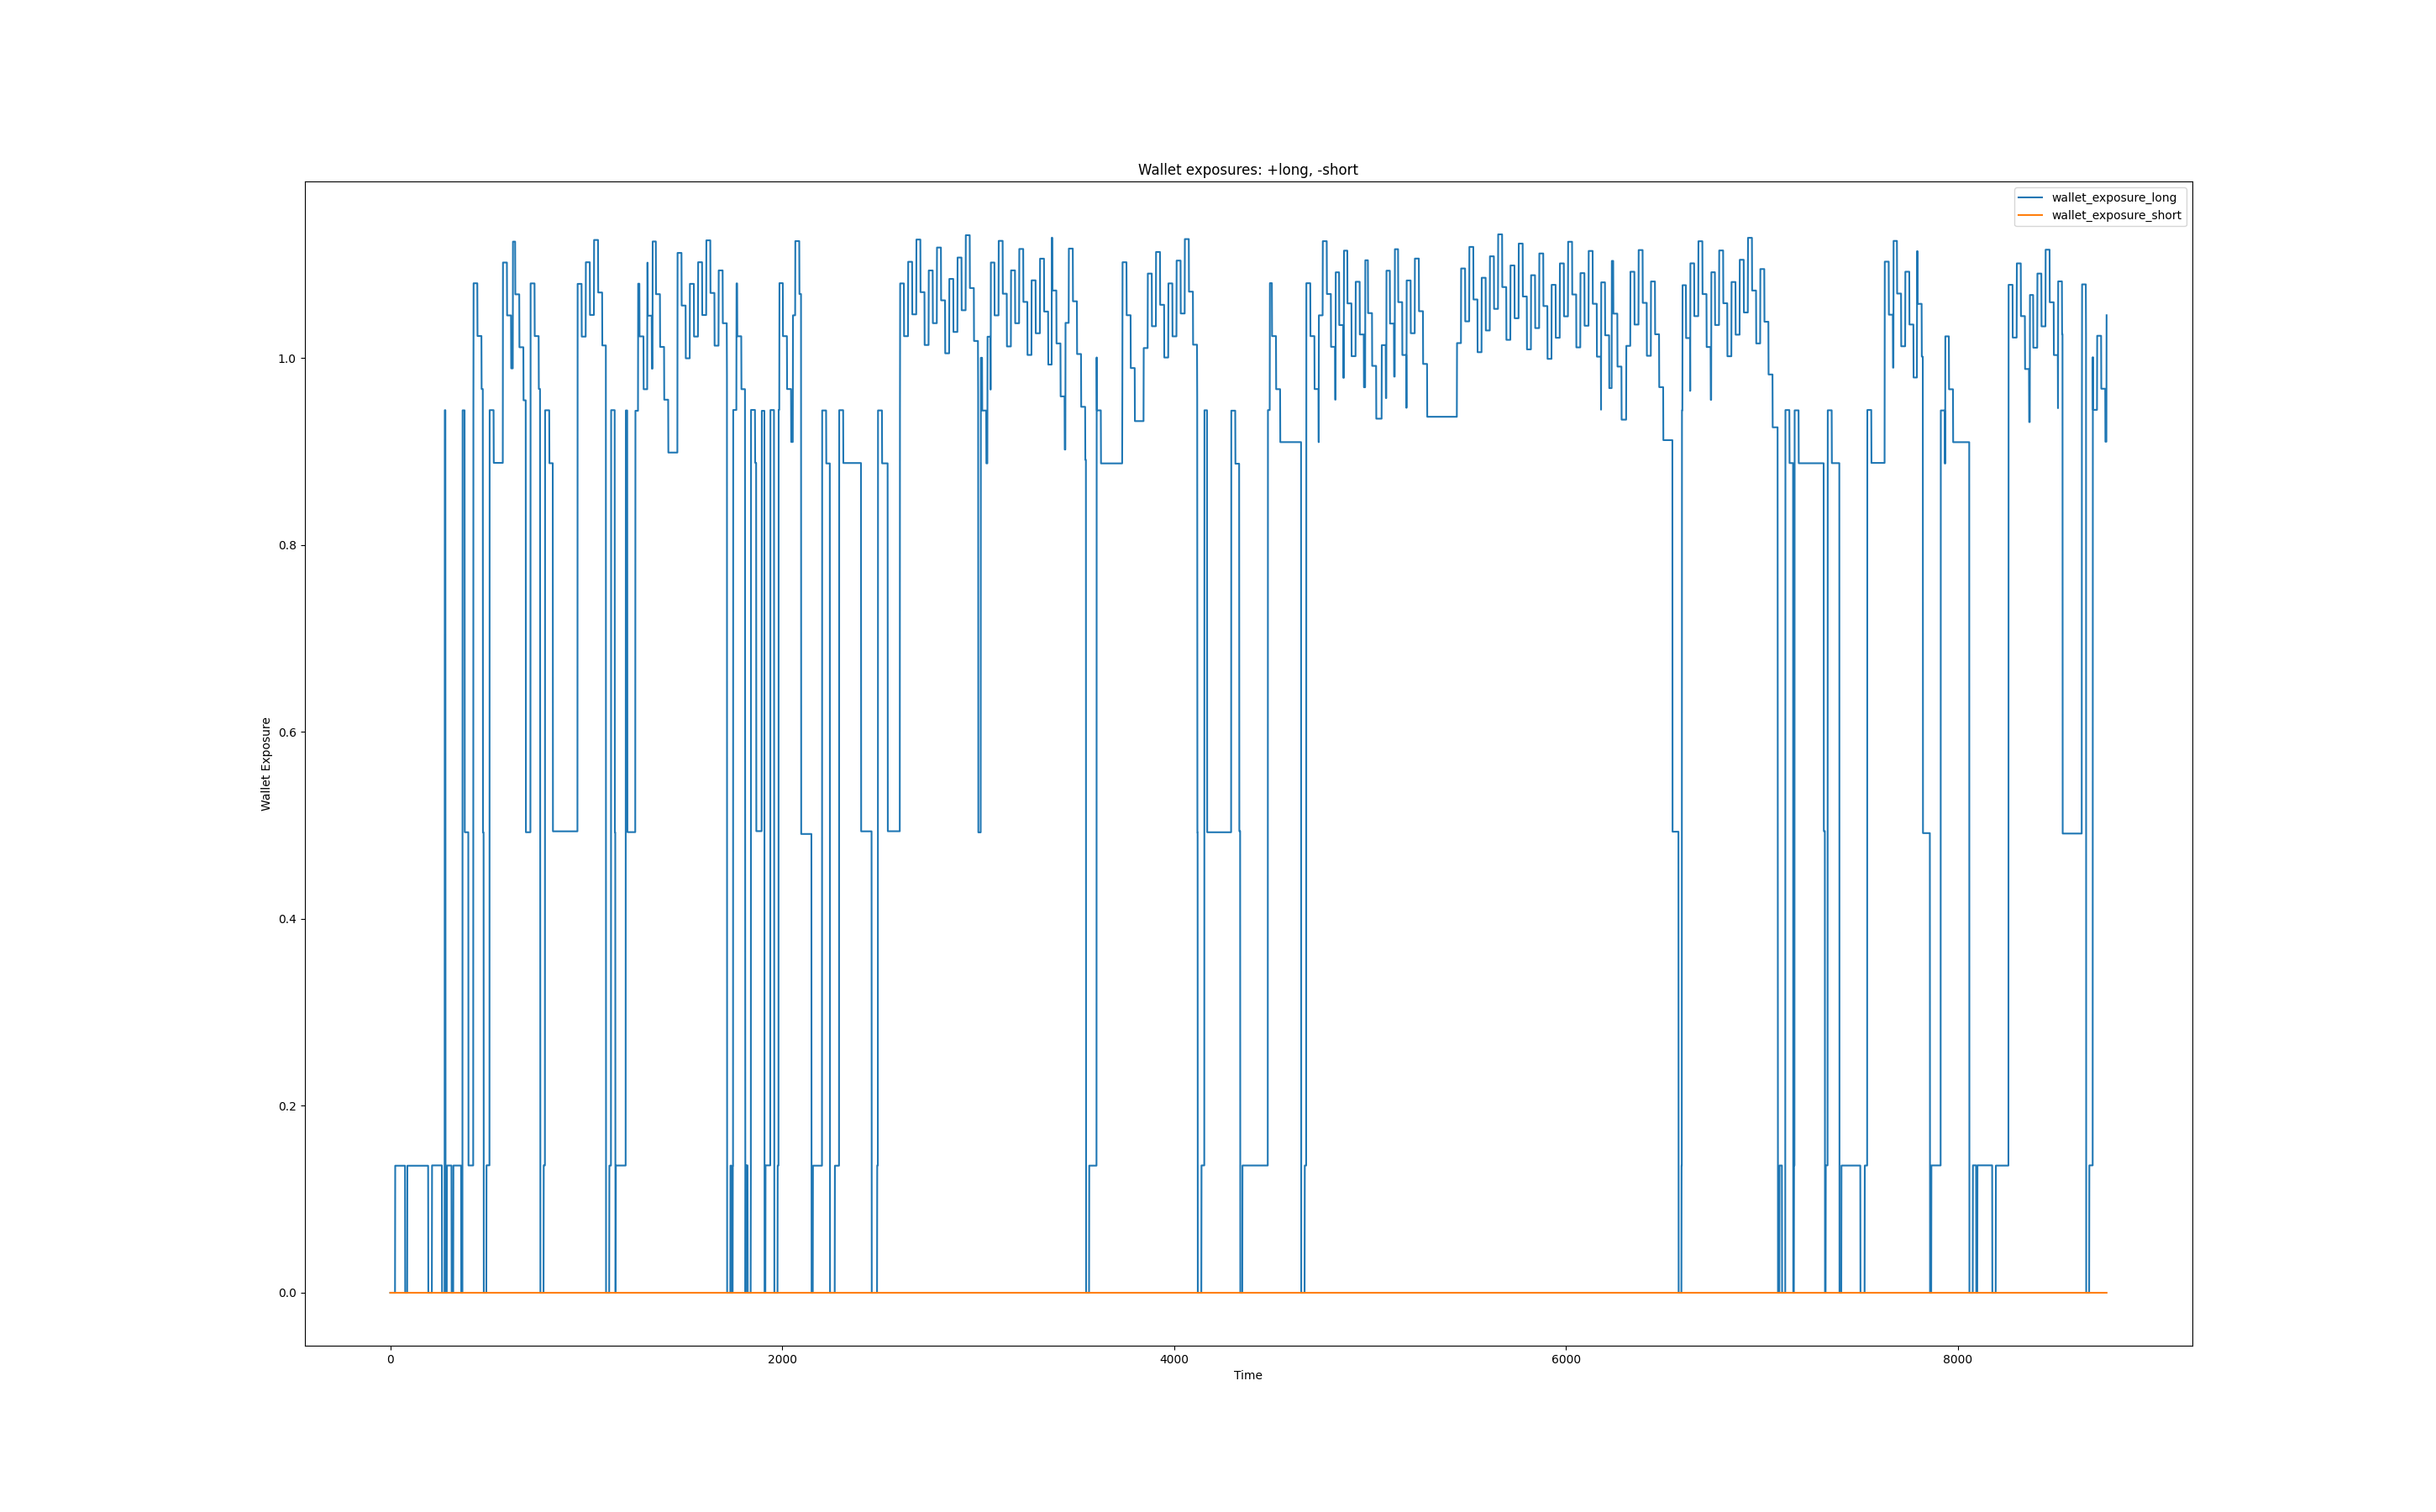 Wallet exposures: +long, -short
wallet_exposure_long
wallet_exposure_short
1.0
0.8
0.6
0.4
0.2
0.0
Wallet Exposure
0
2000
4000
6000
8000
Time